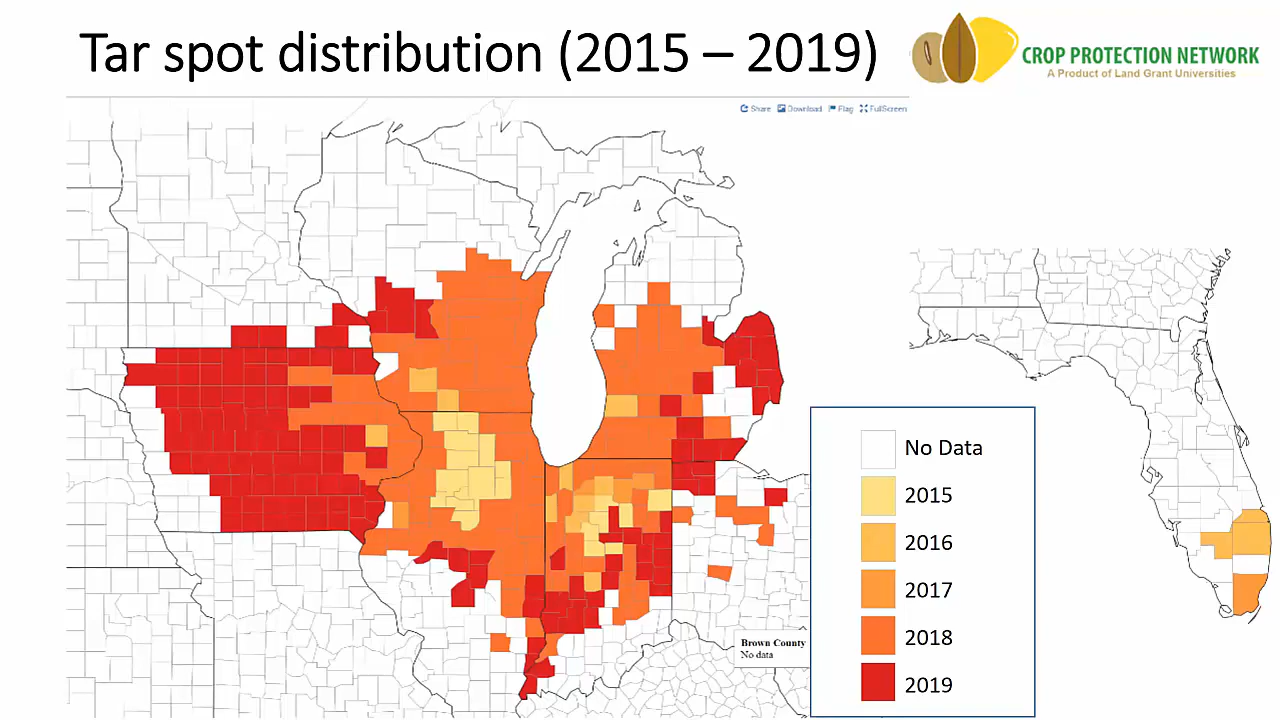 Tar spot distribution (2015 – 2019)
CROP PROTECTION NETWORK
A Product of Land Grant Universities
Share Download Flag FullScreen
No Data
2015
2016
2017
2018
2019
Brown County
No data